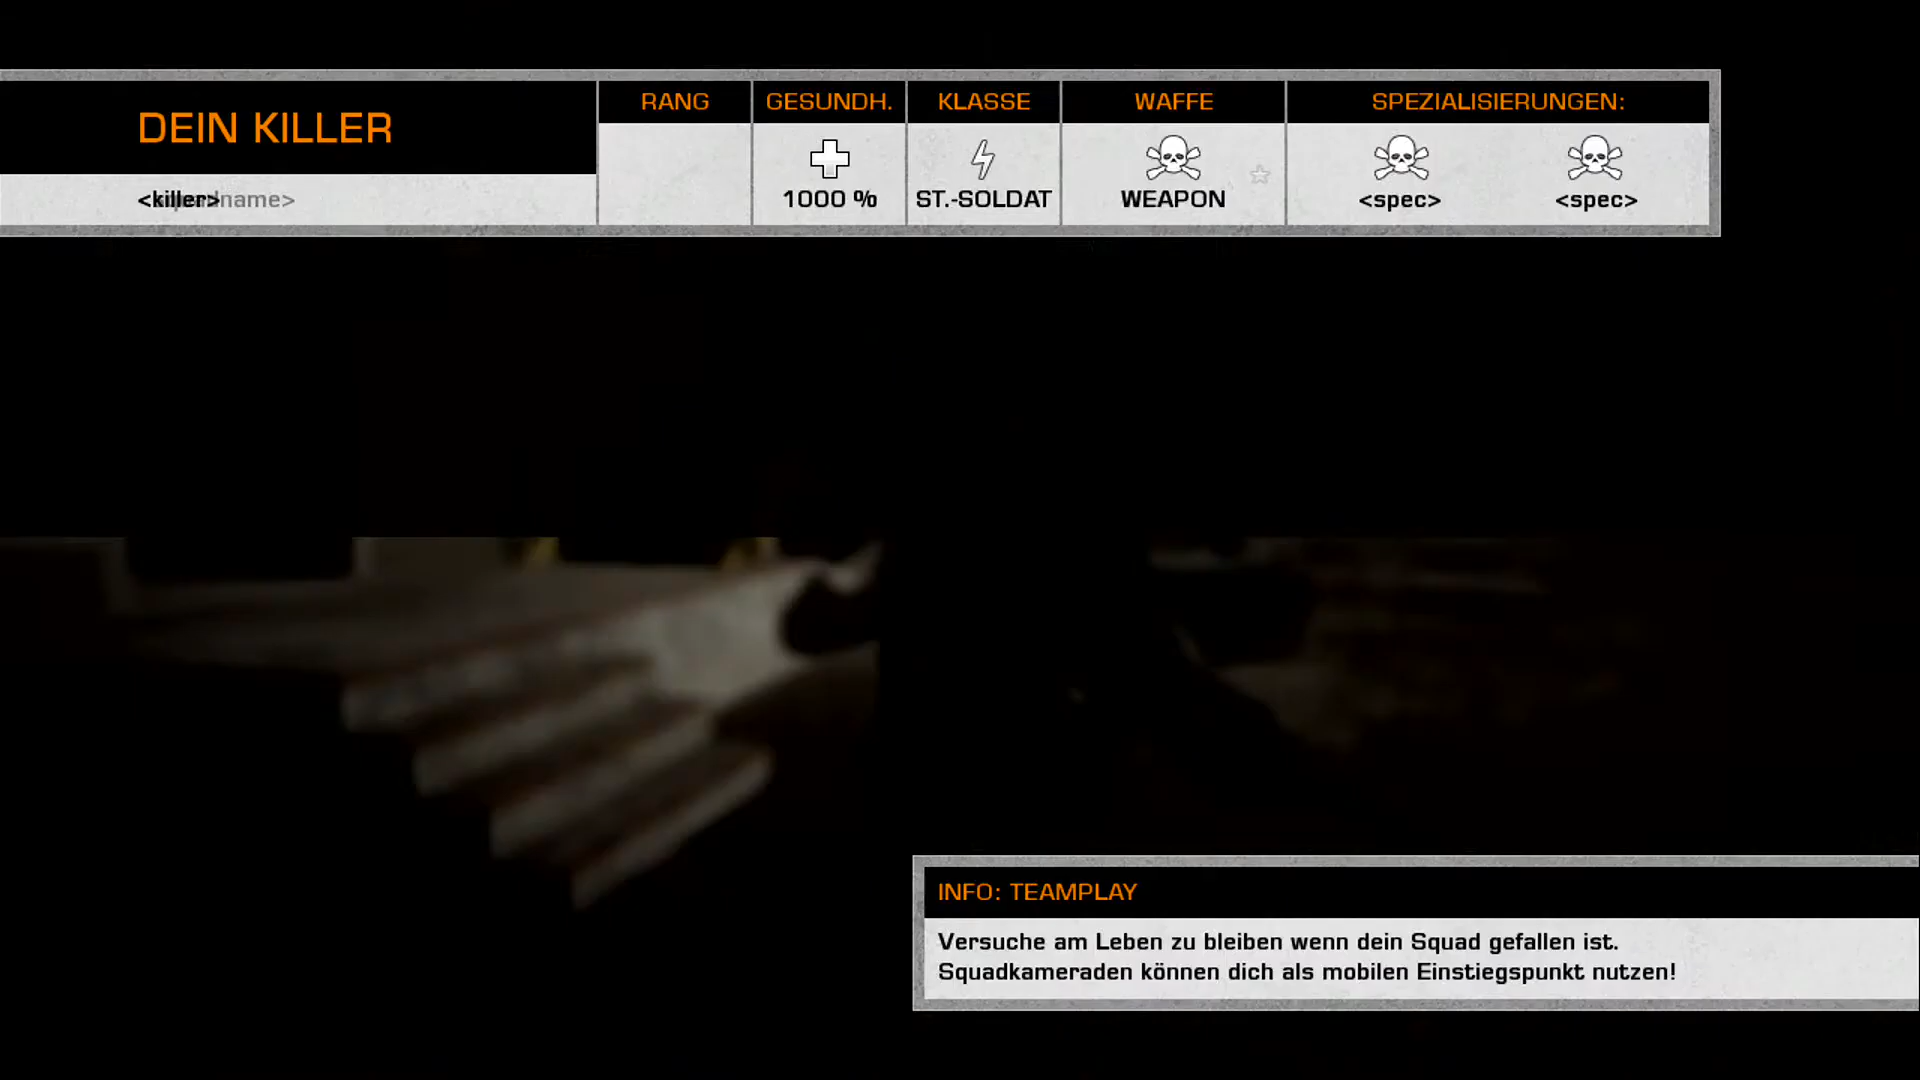 DEIN KILLER
RANG
GESUNDH.
KLASSE
WAFFE
SPEZIALISIERUNGEN:
<killer>
name>
1000 %
ST.-SOLDAT
WEAPON
<spec>
<spec>
INFO: TEAMPLAY
Versuche am Leben zu bleiben wenn dein Squad gefallen ist.
Squadkameraden können dich als mobilen Einstiegspunkt nutzen!